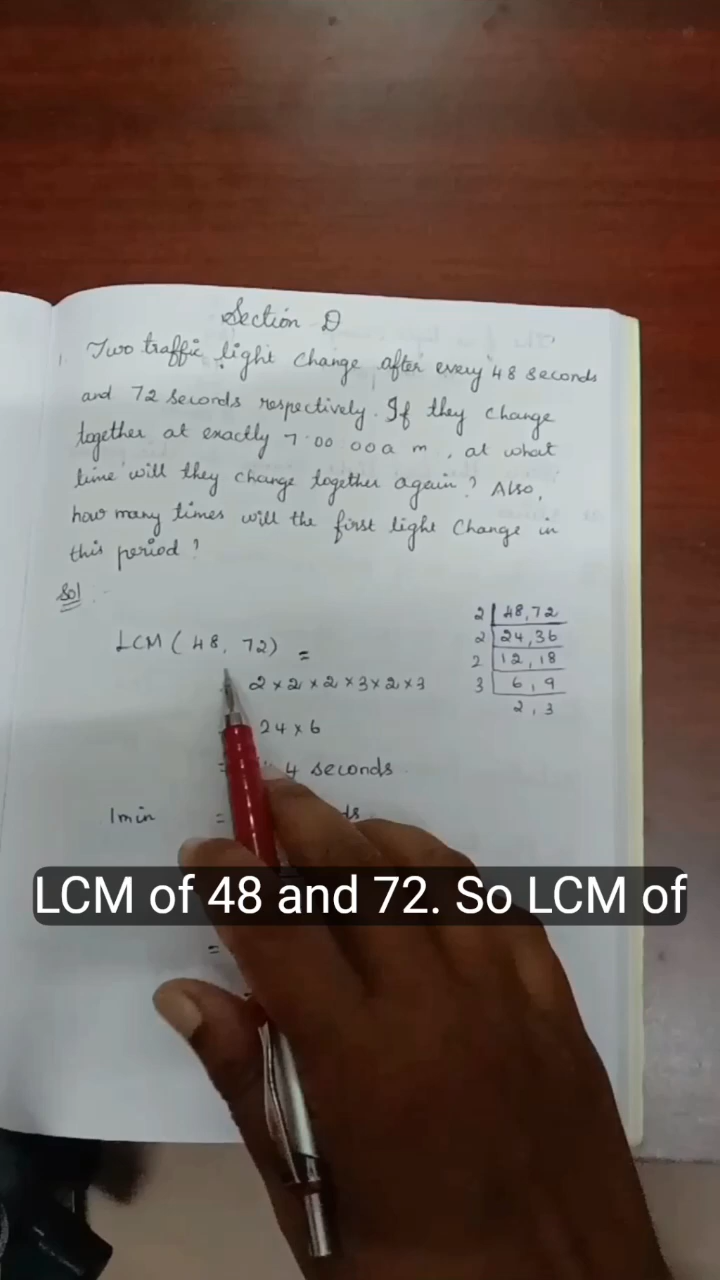 Section D
1. Two traffic light change after every 48 seconds
and 72 seconds respectively. If they change
together at exactly 7:00 00 a m, at what
time will they change together again? Also,
how many times will the first light change in
this period?
Sol
LCM ( 48, 72) =
2 × 2 × 2 × 3 × 2 × 3
24 × 6
= 4 seconds
1min = ds
=
2 48, 72
2 24, 36
2 12, 18
3 6, 9
2, 3
LCM of 48 and 72. So LCM of